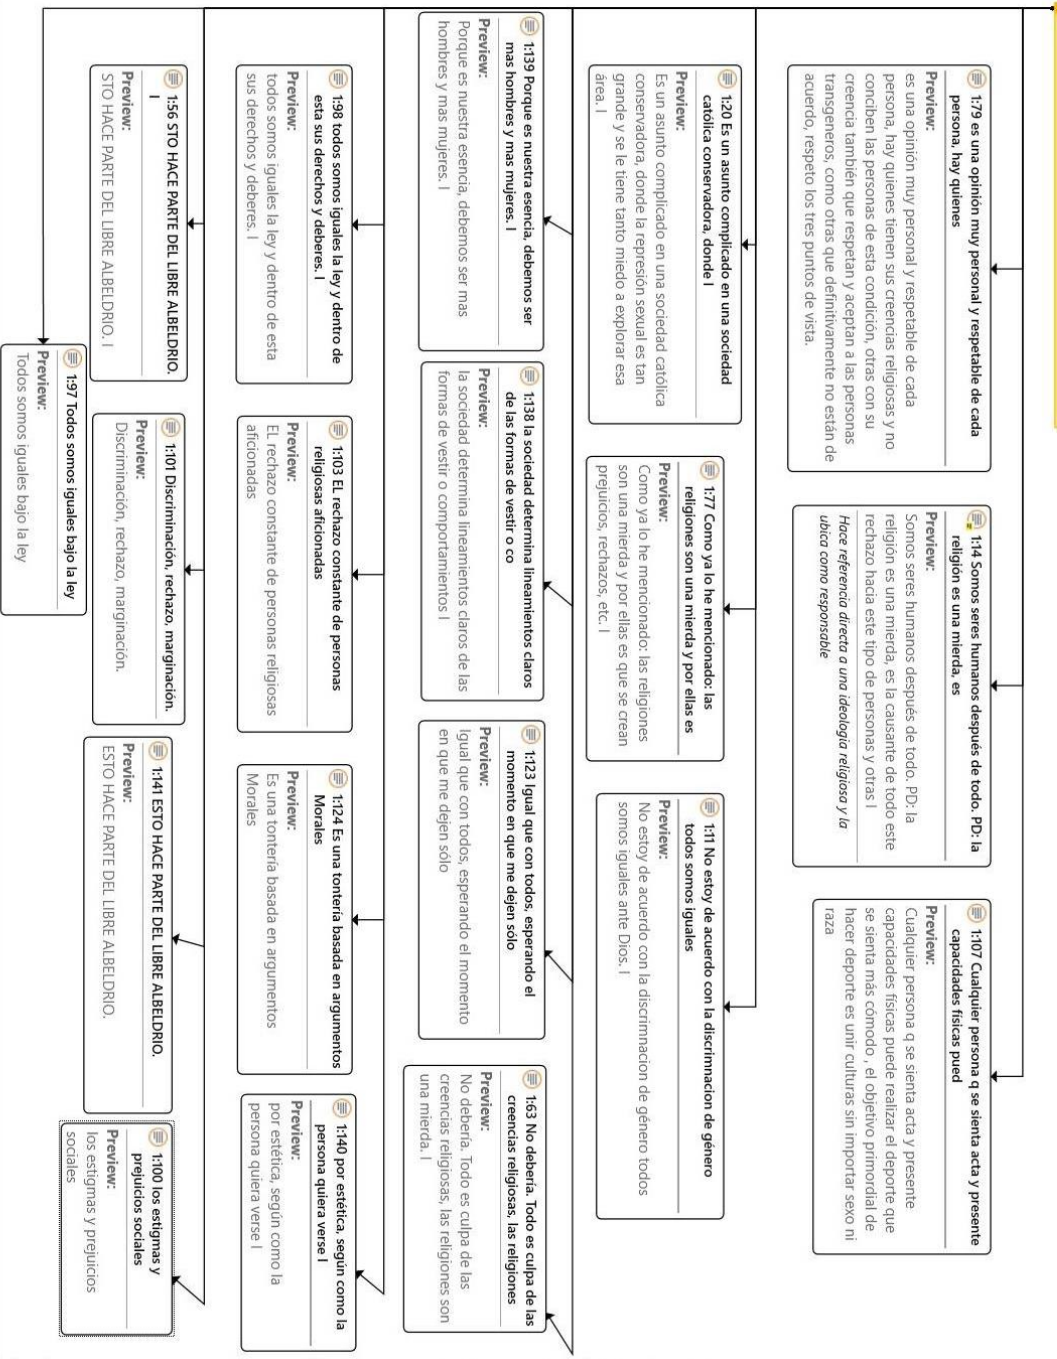 1:79 es una opinión muy personal y respetable de cada
persona, hay quienes
Preview:
es una opinión muy personal y respetable de cada
persona, hay quienes tienen sus creencias religiosas y no
conciben las personas de esta condición, otras con su
creencia también que respetan y aceptan a las personas
transgeneros, como otras que definitivamente no están de
acuerdo, respeto los tres puntos de vista.
1:14 Somos seres humanos después de todo. PD: la
religión es una mierda, es
Preview:
Somos seres humanos después de todo. PD: la
religión es una mierda, es la causante de todo este
rechazo hacia este tipo de personas y otras I
Hace referencia directa a una ideología religiosa y la
ubica como responsable
1:107 Cualquier persona q se sienta acta y presente
capacidades físicas pued
Preview:
Cualquier persona q se sienta acta y presente
capacidades físicas puede realizar el deporte que
se sienta más cómodo , el objetivo primordial de
hacer deporte es unir culturas sin importar sexo ni
raza
1:20 Es un asunto complicado en una sociedad
católica conservadora, donde l
Preview:
Es un asunto complicado en una sociedad católica
conservadora, donde la represión sexual es tan
grande y se le tiene tanto miedo a explorar esa
área. I
1:77 Como ya lo he mencionado: las
religiones son una mierda y por ellas es
Preview:
Como ya lo he mencionado: las religiones
son una mierda y por ellas es que se crean
prejuicios, rechazos, etc. I
1:11 No estoy de acuerdo con la discrimnacion de género
todos somos iguales
Preview:
No estoy de acuerdo con la discrimnacion de género todos
somos iguales ante Dios. I
1:139 Porque es nuestra esencia, debemos ser
mas hombres y mas mujeres. I
Preview:
Porque es nuestra esencia, debemos ser mas
hombres y mas mujeres. I
1:138 la sociedad determina lineamientos claros
de las formas de vestir o co
Preview:
la sociedad determina lineamientos claros de las
formas de vestir o comportamientos I
1:123 Igual que con todos, esperando el
momento en que me dejen sólo
Preview:
Igual que con todos, esperando el momento
en que me dejen sólo
1:63 No debería. Todo es culpa de las
creencias religiosas, las religiones
Preview:
No debería. Todo es culpa de las
creencias religiosas, las religiones son
una mierda. I
1:98 todos somos iguales la ley y dentro de
esta sus derechos y deberes. I
Preview:
todos somos iguales la ley y dentro de esta
sus derechos y deberes. I
1:103 EL rechazo constante de personas
religiosas aficionadas
Preview:
EL rechazo constante de personas religiosas
aficionadas
1:124 Es una tontería basada en argumentos
Morales
Preview:
Es una tontería basada en argumentos
Morales
1:140 por estética, según como la
persona quiera verse I
Preview:
por estética, según como la
persona quiera verse I
1:56 STO HACE PARTE DEL LIBRE ALBELDRIO.
I
Preview:
STO HACE PARTE DEL LIBRE ALBELDRIO. I
1:101 Discriminación, rechazo, marginación.
Preview:
Discriminación, rechazo, marginación.
1:141 ESTO HACE PARTE DEL LIBRE ALBELDRIO.
Preview:
ESTO HACE PARTE DEL LIBRE ALBELDRIO.
1:100 los estigmas y
prejuicios sociales
Preview:
los estigmas y prejuicios
sociales
1:97 Todos somos iguales bajo la ley
Preview:
Todos somos iguales bajo la ley